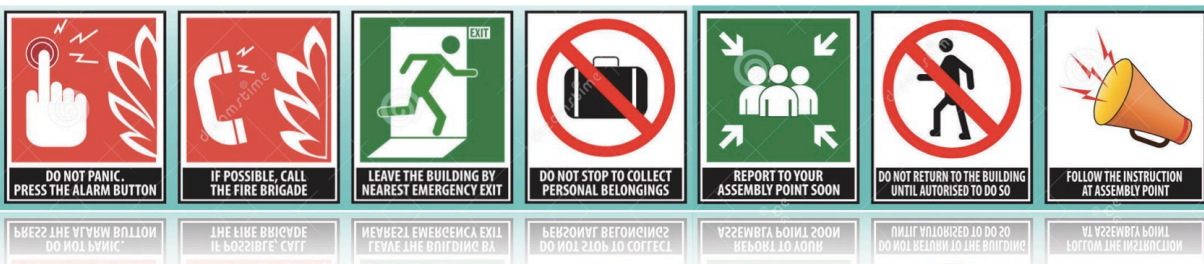 DO NOT PANIC.
PRESS THE ALARM BUTTON
IF POSSIBLE, CALL
THE FIRE BRIGADE
EXIT
LEAVE THE BUILDING BY
NEAREST EMERGENCY EXIT
DO NOT STOP TO COLLECT
PERSONAL BELONGINGS
REPORT TO YOUR
ASSEMBLY POINT SOON
DO NOT RETURN TO THE BUILDING
UNTIL AUTORISED TO DO SO
FOLLOW THE INSTRUCTION
AT ASSEMBLY POINT
dreamstime